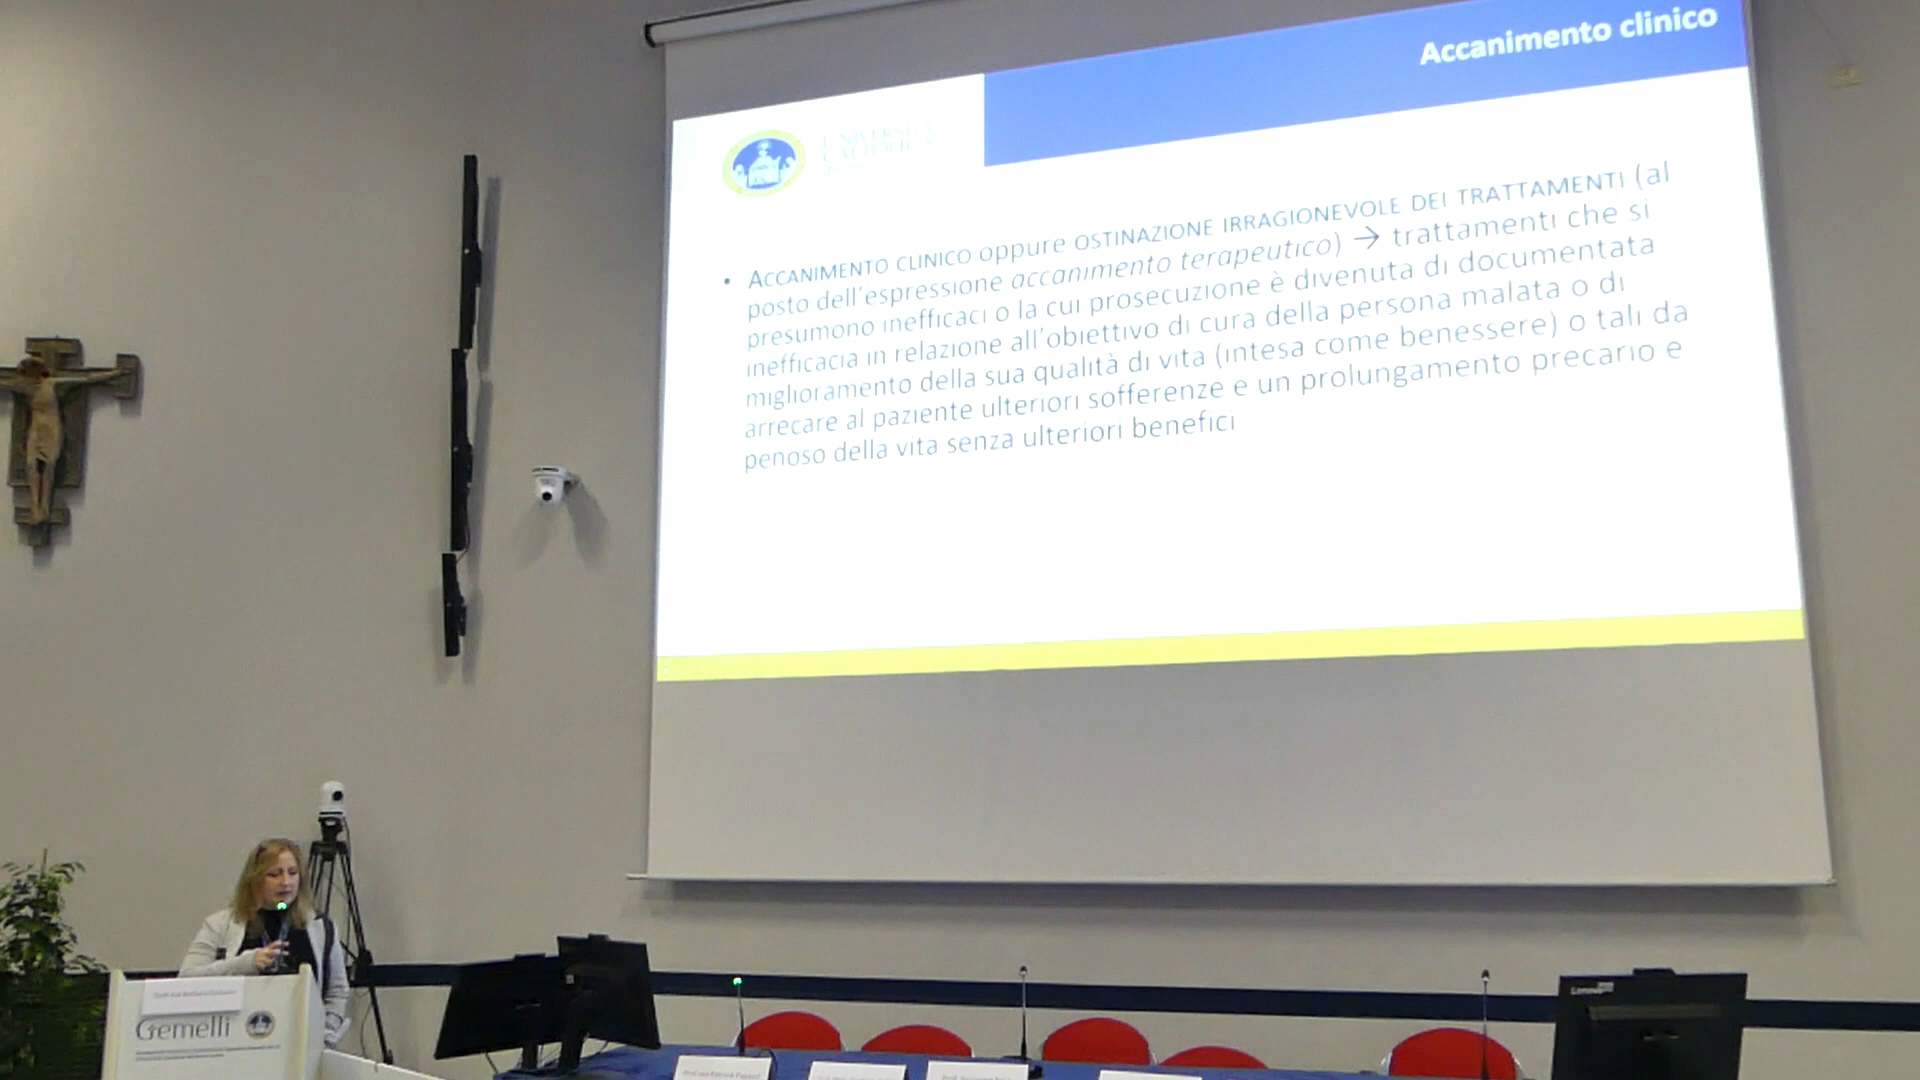 Accanimento clinico
UNIVERSITÀ
CATTOLICA
• ACCANIMENTO CLINICO oppure OSTINAZIONE IRRAGIONEVOLE DEI TRATTAMENTI (al
posto dell'espressione accanimento terapeutico) → trattamenti che si
presumono inefficaci o la cui prosecuzione è divenuta di documentata
inefficacia in relazione all'obiettivo di cura della persona malata o di
miglioramento della sua qualità di vita (intesa come benessere) o tali da
arrecare al paziente ulteriori sofferenze e un prolungamento precario e
penoso della vita senza ulteriori benefici
Gemelli
Lenovo